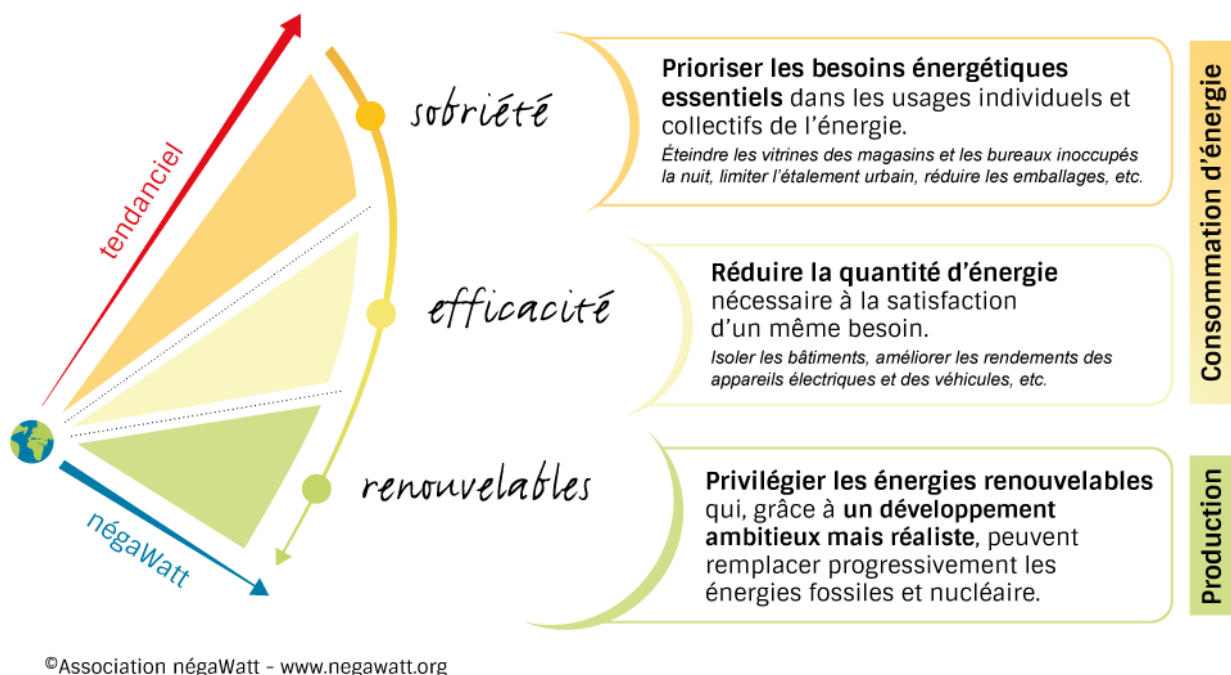 tendanciel
négaWatt
sobriété
Prioriser les besoins énergétiques
essentiels dans les usages individuels et
collectifs de l'énergie.
Éteindre les vitrines des magasins et les bureaux inoccupés
la nuit, limiter l'étalement urbain, réduire les emballages, etc.
efficacité
Réduire la quantité d'énergie
nécessaire à la satisfaction
d'un même besoin.
Isoler les bâtiments, améliorer les rendements des
appareils électriques et des véhicules, etc.
Consommation d'énergie
renouvelables
Privilégier les énergies renouvelables
qui, grâce à un développement
ambitieux mais réaliste, peuvent
remplacer progressivement les
énergies fossiles et nucléaire.
Production
©Association négaWatt - www.negawatt.org